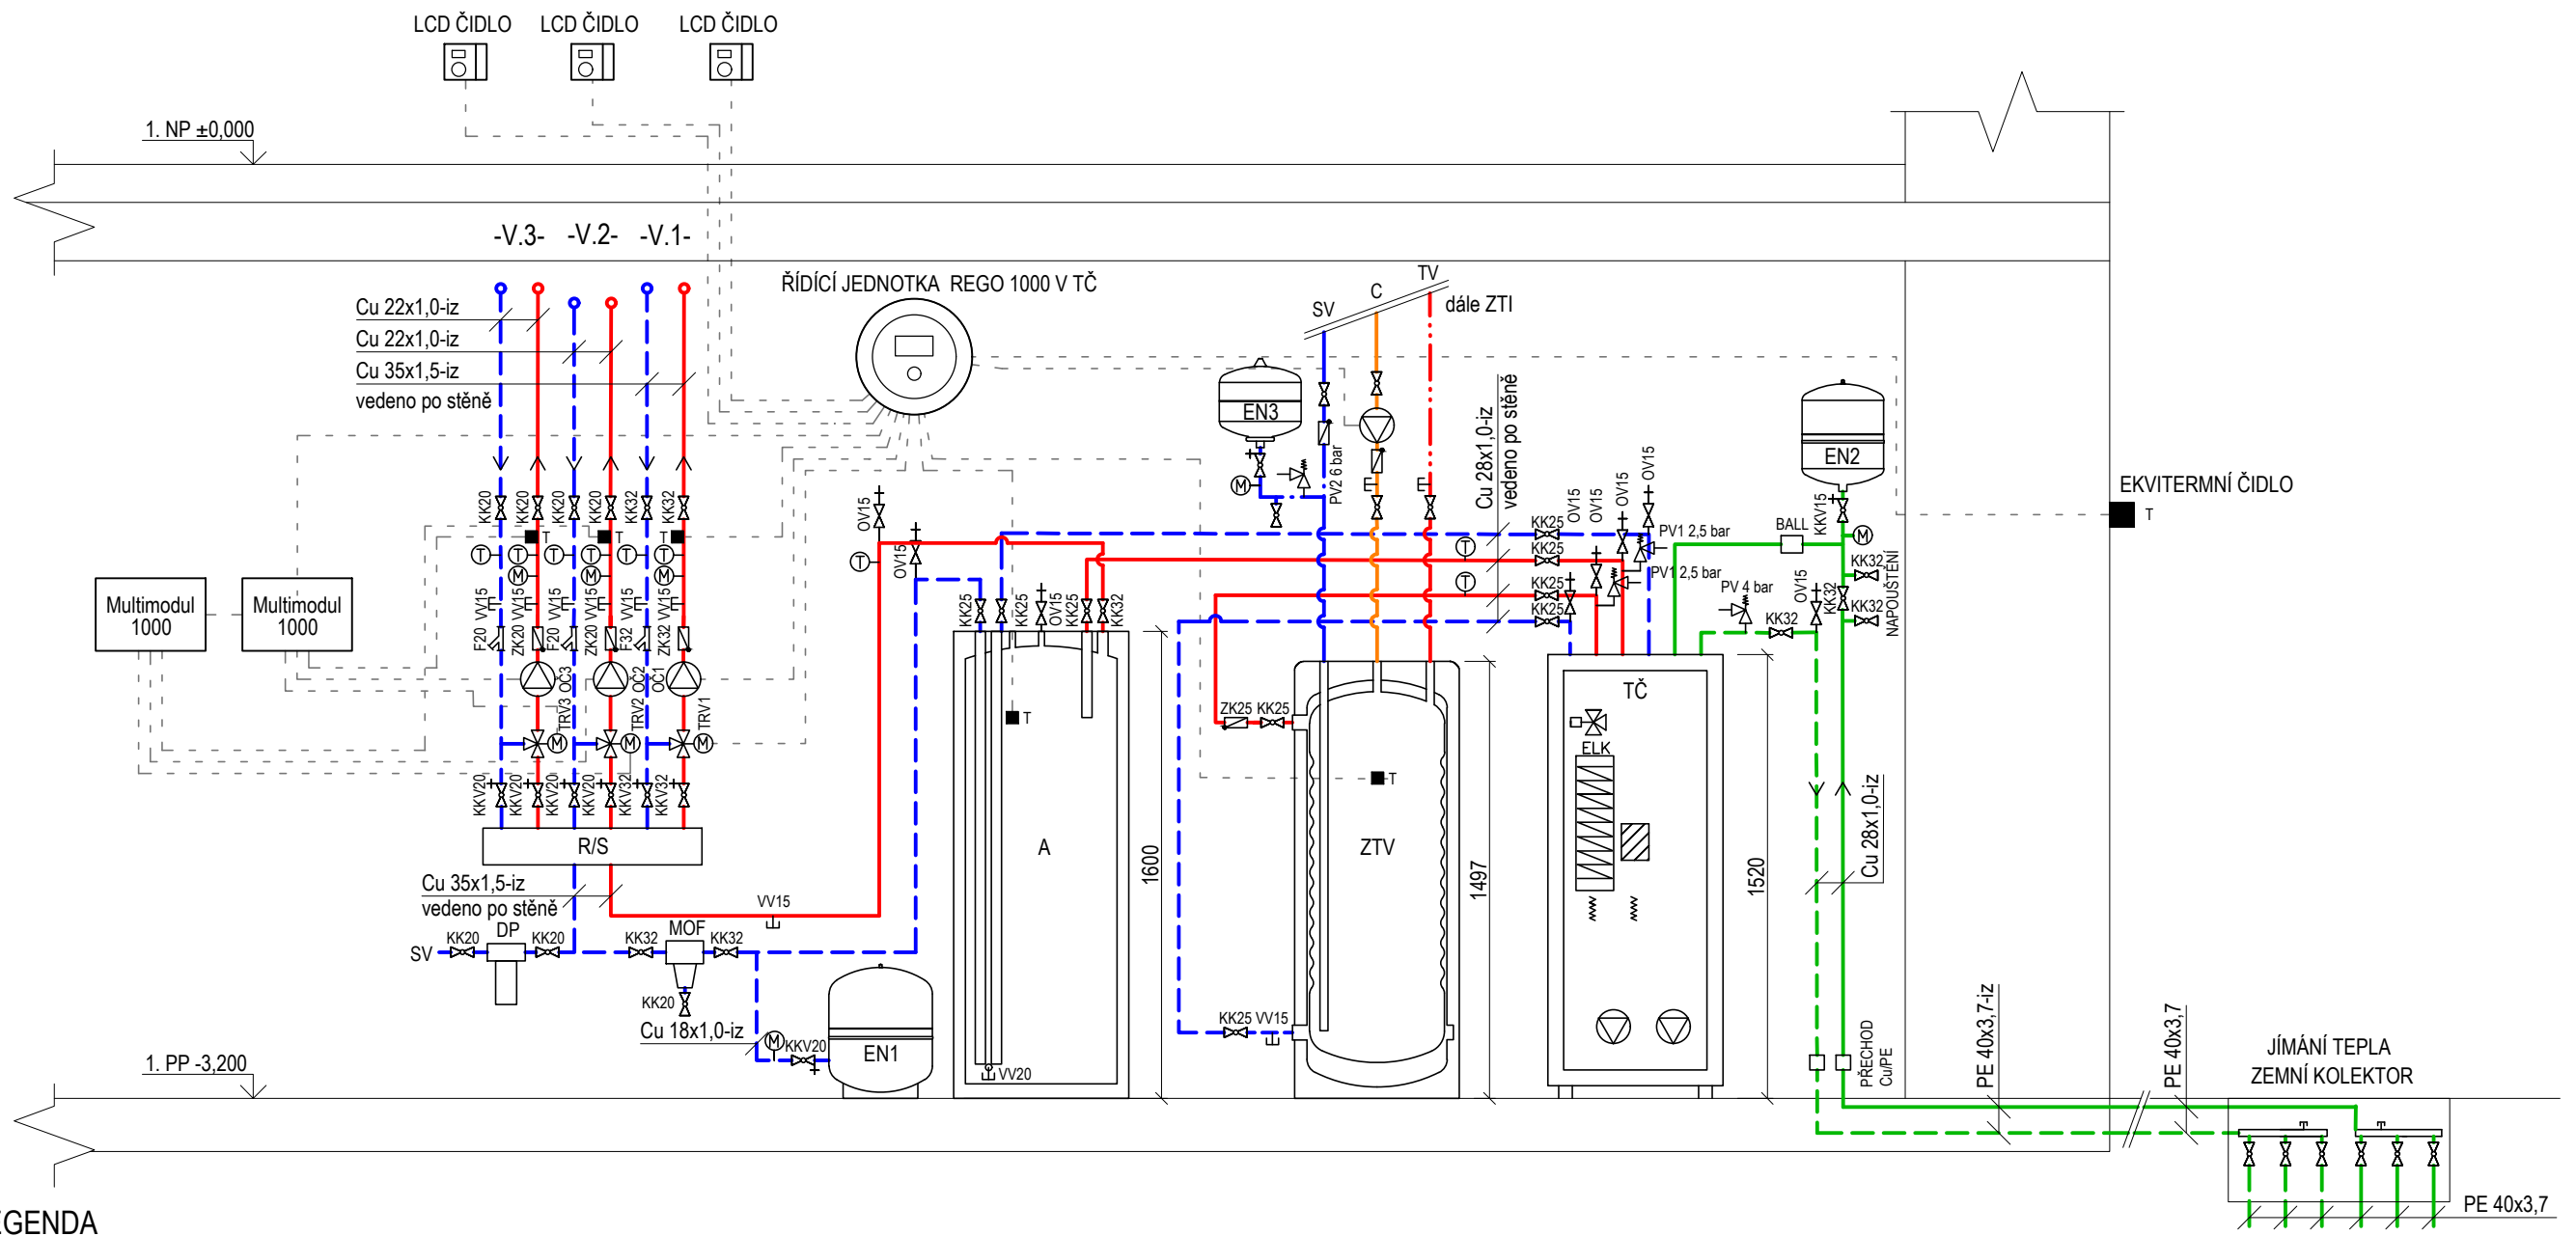 LCD ČIDLO LCD ČIDLO LCD ČIDLO
1. NP ±0,000
-V.3- -V.2- -V.1-
ŘÍDÍCÍ JEDNOTKA REGO 1000 V TČ
SV C TV
dále ZTI
Cu 22x1,0-iz
Cu 22x1,0-iz
Cu 35x1,5-iz
vedeno po stěně
EN3
PV2 6 bar
M
Cu 28x1,0-iz
vedeno po stěně
EN2
KKV15
M
BALL
KK32
NAPOUŠTĚNÍ
KK32
KK32
EKVITERMNÍ ČIDLO
T
KK20 KK20 KK20 KK20 KK32 KK32
T T T
T T T T T T
M M M
F20 VV15 ZK20 VV15 F20 VV15 ZK20 VV15 F32 VV15 ZK32
OC3 OC2 OC1
TRV3 TRV2 TRV1
M M M
KKV20 KKV20 KKV20 KKV20 KKV32 KKV32
Multimodul
1000
Multimodul
1000
R/S
Cu 35x1,5-iz
vedeno po stěně
VV15
OV15
T
OV15
KK25 KK25 OV15 KK25 KK32
T
A
1600
VV20
T
T
KK25
KK25
KK25
KK25
OV15 OV15 OV15 OV15
PV1 2,5 bar
PV1 2,5 bar
PV 4 bar
KK32
OV15
ZK25 KK25
T
ZTV
1497
KK25 VV15
TČ
ELK
1520
Cu 28x1,0-iz
PŘECHOD
Cu/PE
SV KK20 DP KK20 KK32 MOF KK32
KK20
Cu 18x1,0-iz
M
KKV20
EN1
1. PP -3,200
PE 40x3,7-iz
PE 40x3,7
JÍMÁNÍ TEPLA
ZEMNÍ KOLEKTOR
PE 40x3,7
EGENDA